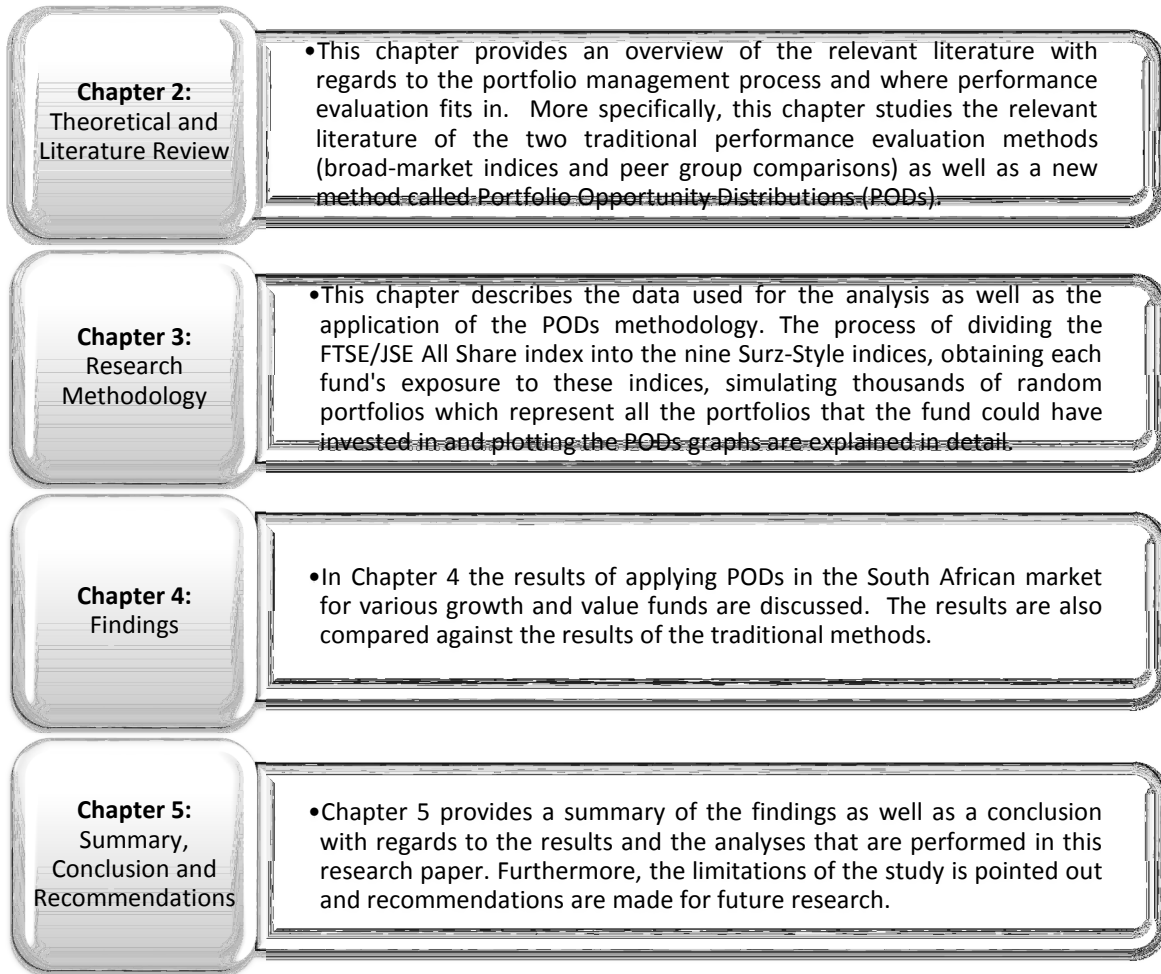 Chapter 2:
Theoretical and
Literature Review
•This chapter provides an overview of the relevant literature with
regards to the portfolio management process and where performance
evaluation fits in. More specifically, this chapter studies the relevant
literature of the two traditional performance evaluation methods
(broad-market indices and peer group comparisons) as well as a new
method called Portfolio Opportunity Distributions (PODs).
Chapter 3:
Research
Methodology
•This chapter describes the data used for the analysis as well as the
application of the PODs methodology. The process of dividing the
FTSE/JSE All Share index into the nine Surz-Style indices, obtaining each
fund's exposure to these indices, simulating thousands of random
portfolios which represent all the portfolios that the fund could have
invested in and plotting the PODs graphs are explained in detail.
Chapter 4:
Findings
•In Chapter 4 the results of applying PODs in the South African market
for various growth and value funds are discussed. The results are also
compared against the results of the traditional methods.
Chapter 5:
Summary,
Conclusion and
Recommendations
•Chapter 5 provides a summary of the findings as well as a conclusion
with regards to the results and the analyses that are performed in this
research paper. Furthermore, the limitations of the study is pointed out
and recommendations are made for future research.